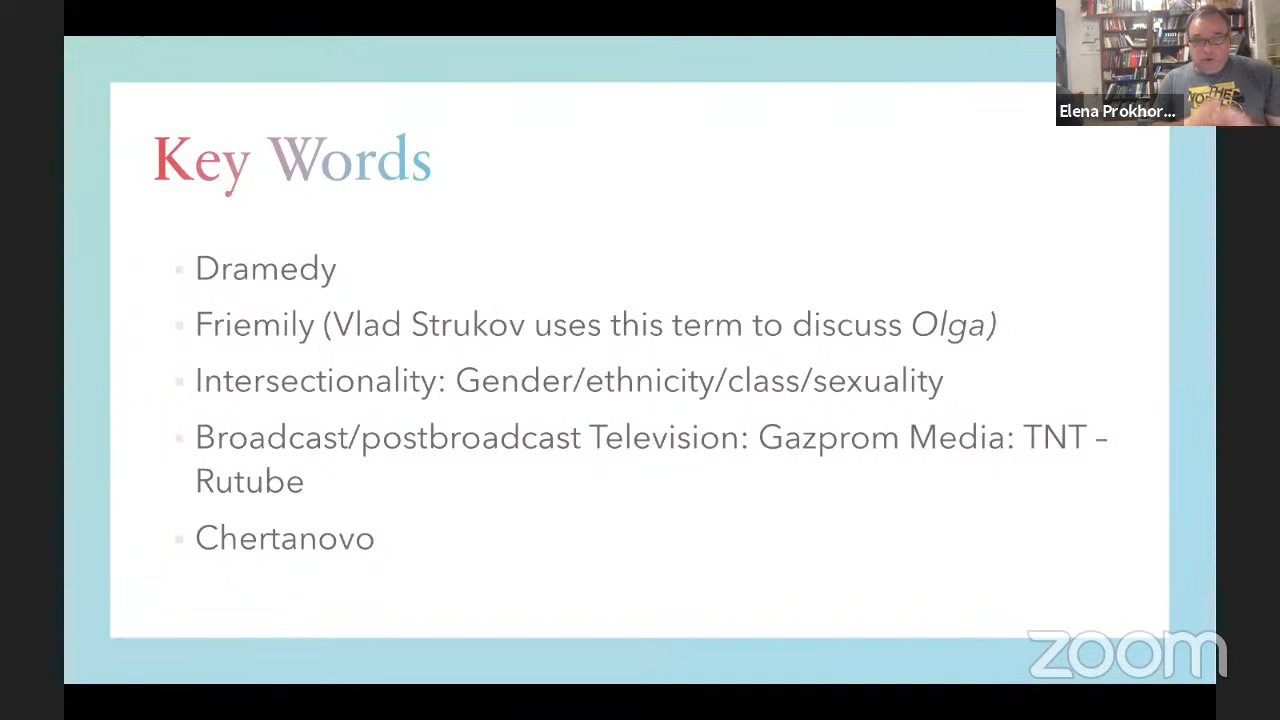 Elena Prokhor...
Key Words
Dramedy
Friemily (Vlad Strukov uses this term to discuss Olga)
Intersectionality: Gender/ethnicity/class/sexuality
Broadcast/postbroadcast Television: Gazprom Media: TNT –
Rutube
Chertanovo
zoom